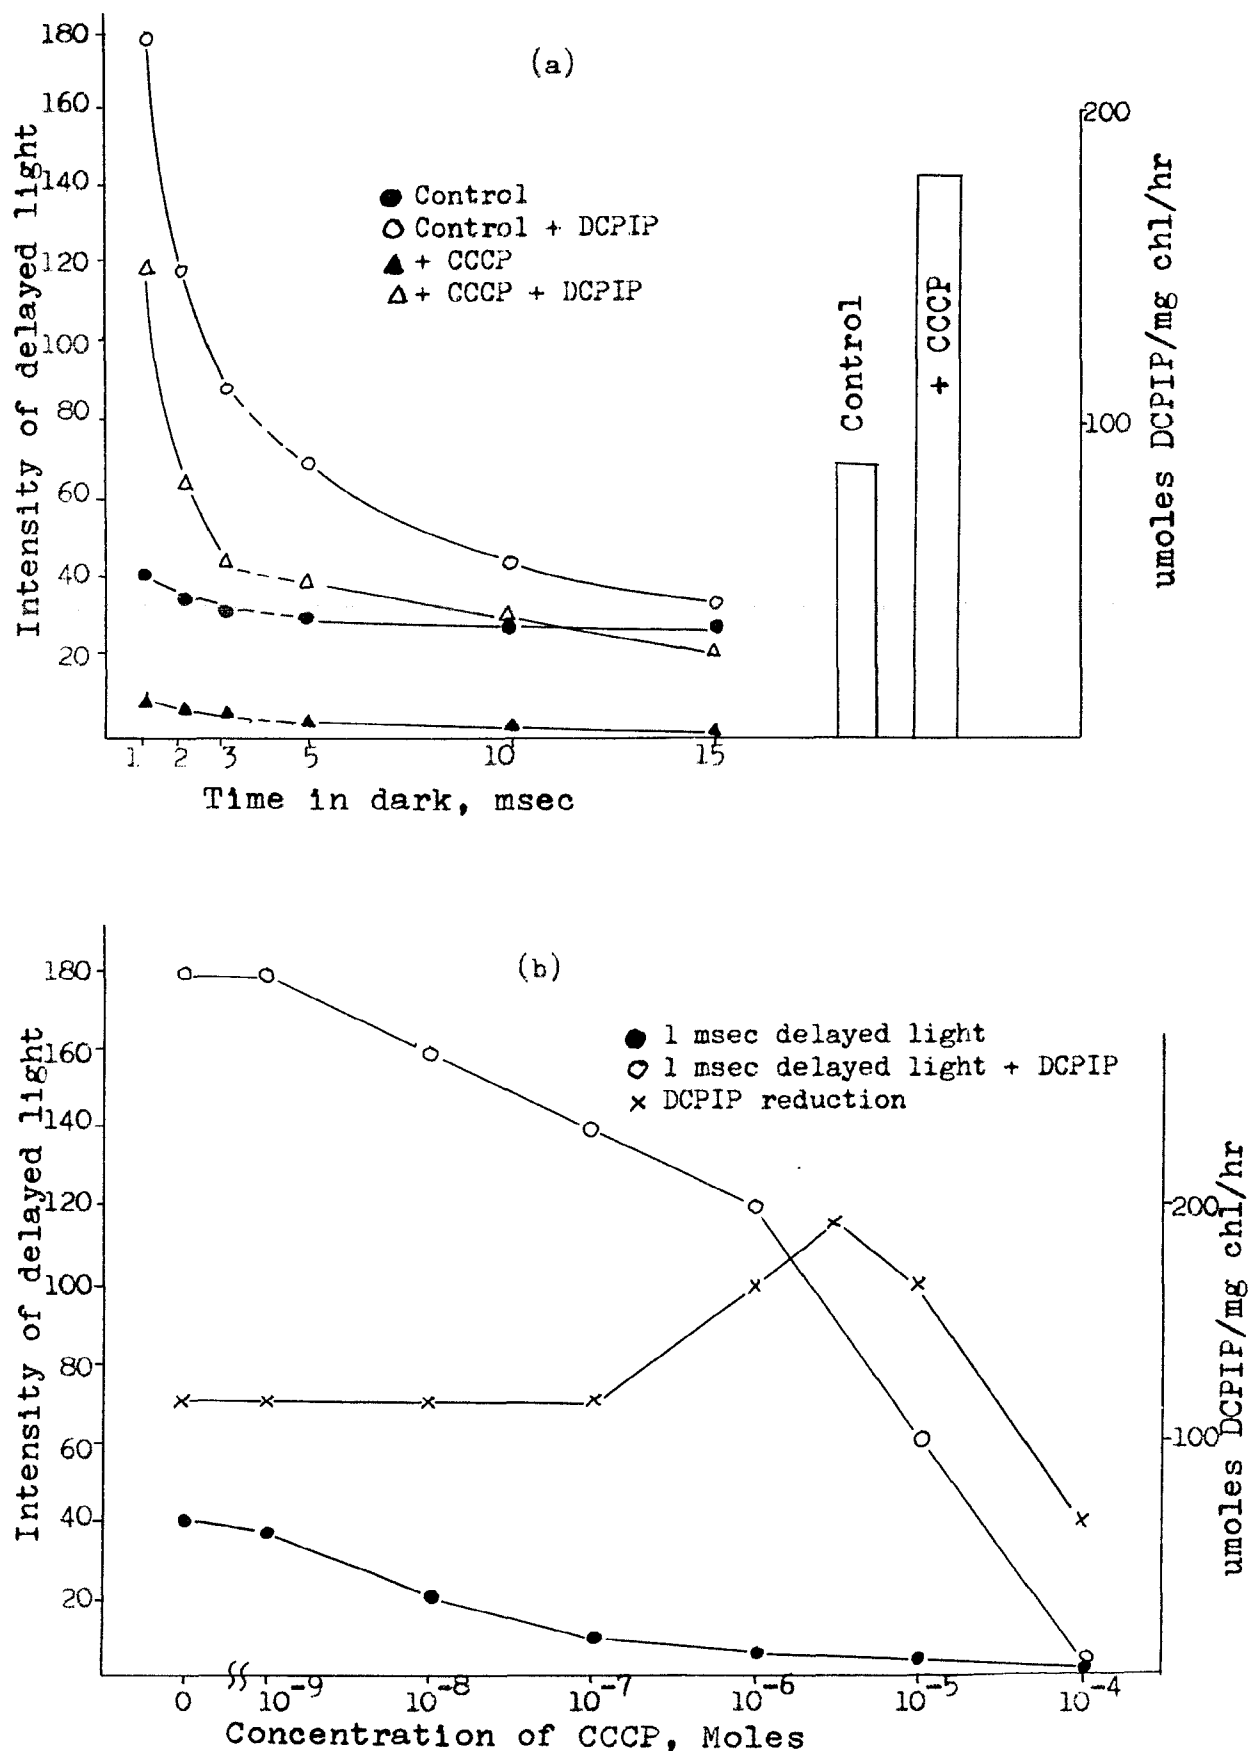 (a)
180
160
140
120
100
80
60
40
20
Intensity of delayed light
Control
Control + DCPIP
+ CCCP
+ CCCP + DCPIP
Control
+ CCCP
200
100
umoles DCPIP/mg chl/hr
1 2 3 5 10 15
Time in dark, msec
(b)
180
160
140
120
100
80
60
40
20
Intensity of delayed light
1 msec delayed light
1 msec delayed light + DCPIP
DCPIP reduction
200
100
umoles DCPIP/mg chl/hr
0 10⁻⁹ 10⁻⁸ 10⁻⁷ 10⁻⁶ 10⁻⁵ 10⁻⁴
Concentration of CCCP, Moles